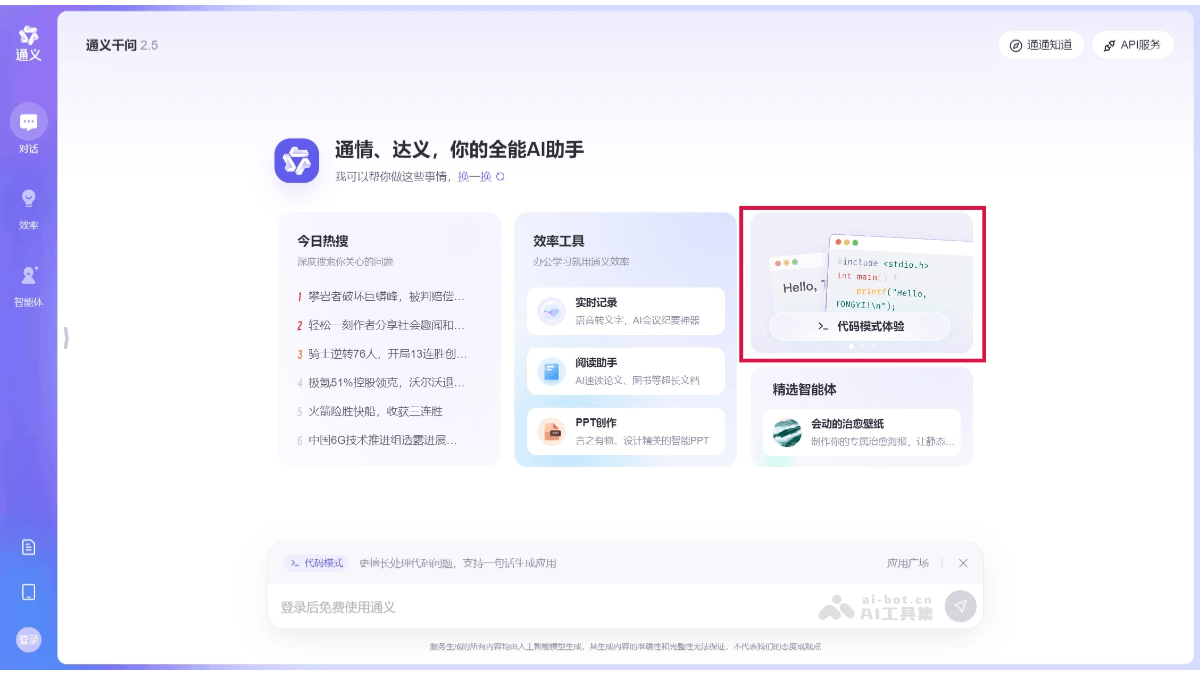 通义
通义千问 2.5
通通知道
API服务
对话
效率
智能体
登录
通情、达义，你的全能AI助手
我可以帮你做这些事情，换一换
今日热搜
深度搜索你关心的问题
1 攀岩者破坏巨蟒峰，被判赔偿...
2 轻松一刻作者分享社会趣闻和...
3 骑士逆转76人，开局13连胜创...
4 极氪51%控股领克，沃尔沃退...
5 火箭险胜快船，收获三连胜
6 中国6G技术推进组透露进展...
效率工具
办公学习就用通义效率
实时记录
语音转文字，AI会议纪要神器
阅读助手
AI速读论文、图书等超长文档
PPT创作
言之有物、设计精美的智能PPT
Hello, T
#include <stdio.h>
int main() {
printf("Hello,
TONGYI!\n");
>_ 代码模式体验
精选智能体
会动的治愈壁纸
制作你的专属治愈海报，让静态...
>_ 代码模式 更擅长处理代码问题，支持一句话生成应用
应用广场
登录后免费使用通义
ai-bot.cn
AI工具集
服务生成的所有内容均由人工智能模型生成，其生成内容的准确性和完整性无法保证，不代表我们的态度或观点